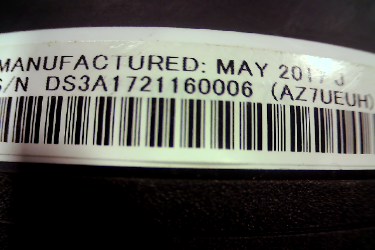 MANUFACTURED: MAY 2017 J
S/N DS3A1721160006 (AZ7UEUH)